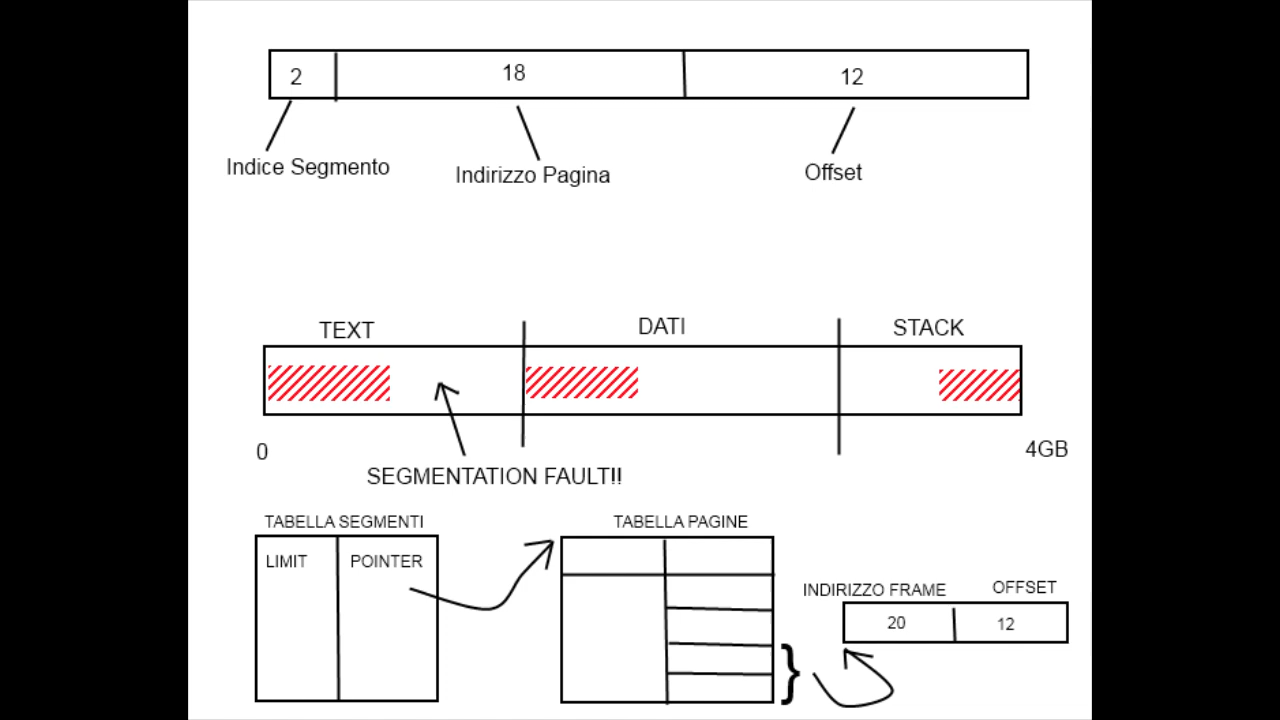 2 18 12
Indice Segmento
Indirizzo Pagina
Offset
TEXT
DATI
STACK
0
4GB
SEGMENTATION FAULT!!
TABELLA SEGMENTI
LIMIT
POINTER
TABELLA PAGINE
INDIRIZZO FRAME
OFFSET
20 12